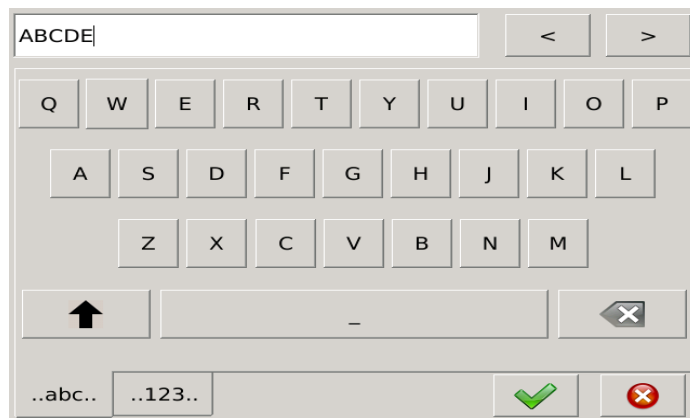 ABCDE < >
Q W E R T Y U I O P
A S D F G H J K L
Z X C V B N M
_
..abc.. ..123..